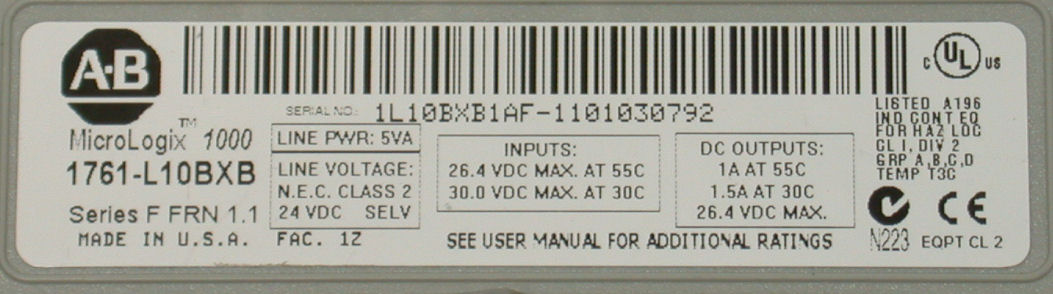 A-B
c UL US
SERIAL NO.: 1L10BXB1AF-1101030792
MicroLogix™ 1000
1761-L10BXB
Series F FRN 1.1
MADE IN U.S.A.
LINE PWR: 5VA
LINE VOLTAGE:
N.E.C. CLASS 2
24 VDC SELV
FAC. 1Z
INPUTS:
26.4 VDC MAX. AT 55C
30.0 VDC MAX. AT 30C
DC OUTPUTS:
1A AT 55C
1.5A AT 30C
26.4 VDC MAX.
SEE USER MANUAL FOR ADDITIONAL RATINGS
LISTED A196
IND CONT EQ
FOR HAZ LOC
CL I, DIV 2
GRP A,B,C,D
TEMP T3C
CE
N223 EQPT CL 2